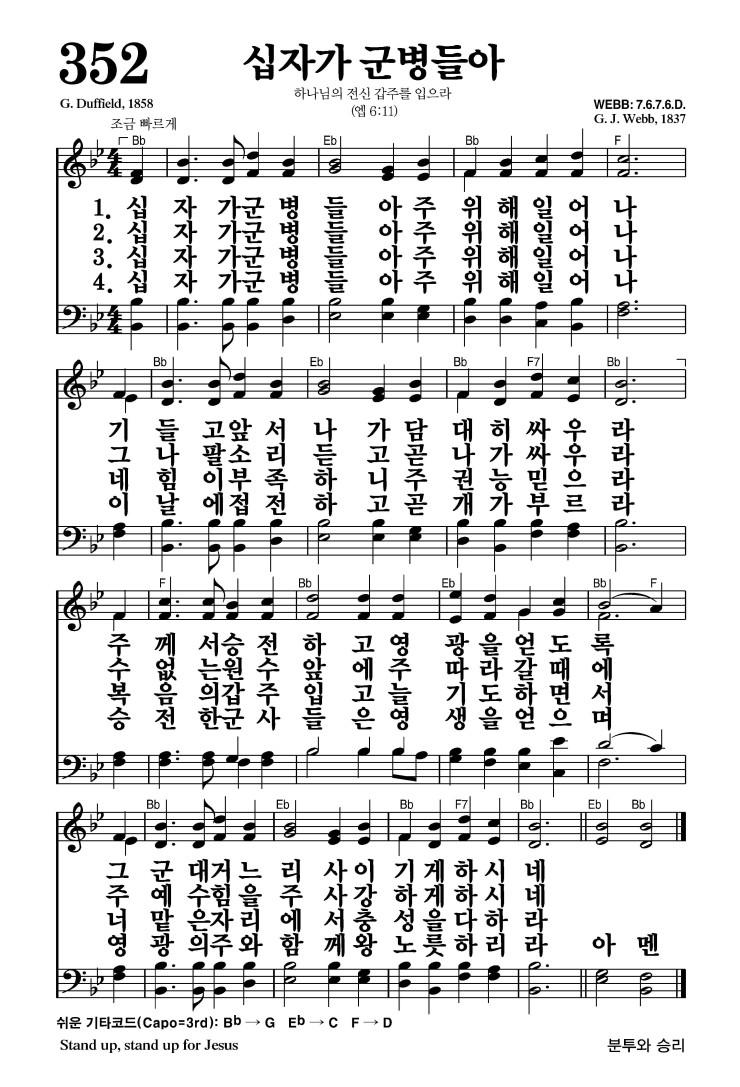 352
십자가 군병들아
하나님의 전신 갑주를 입으라
(엡 6:11)
G. Duffield, 1858
WEBB: 7.6.7.6.D.
G. J. Webb, 1837
조금 빠르게
Bb Eb Bb F
1. 십 자 가군 병 들 아 주 위 해 일 어 나
2. 십 자 가군 병 들 아 주 위 해 일 어 나
3. 십 자 가군 병 들 아 주 위 해 일 어 나
4. 십 자 가군 병 들 아 주 위 해 일 어 나
Bb Eb Bb F7 Bb
기 들 고앞 서 나 가 담 대 히 싸 우 라
그 나 팔소 리 듣 고 곧 나 가 싸 우 라
네 힘 이부 족 하 니 주 권 능 믿 으 라
이 날 에접 전 하 고 곧 개 가 부 르 라
F Bb Eb Bb F
주 께 서승 전 하 고 영 광 을 얻 도 록
수 없 는원 수 앞 에 주 따 라 갈 때 에
복 음 의갑 주 입 고 늘 기 도 하 면 서
승 전 한군 사 들 은 영 생 을 얻 으 며
Bb Eb Bb F7 Bb Eb Bb
그 군 대거 느 리 사 이 기 게 하 시 네
주 예 수힘 을 주 사 강 하 게 하 시 네
너 맡 은자 리 에 서 충 성 을 다 하 라
영 광 의주 와 함 께 왕 노 릇 하 리 라 아 멘
쉬운 기타코드(Capo=3rd): Bb → G Eb → C F → D
Stand up, stand up for Jesus
분투와 승리